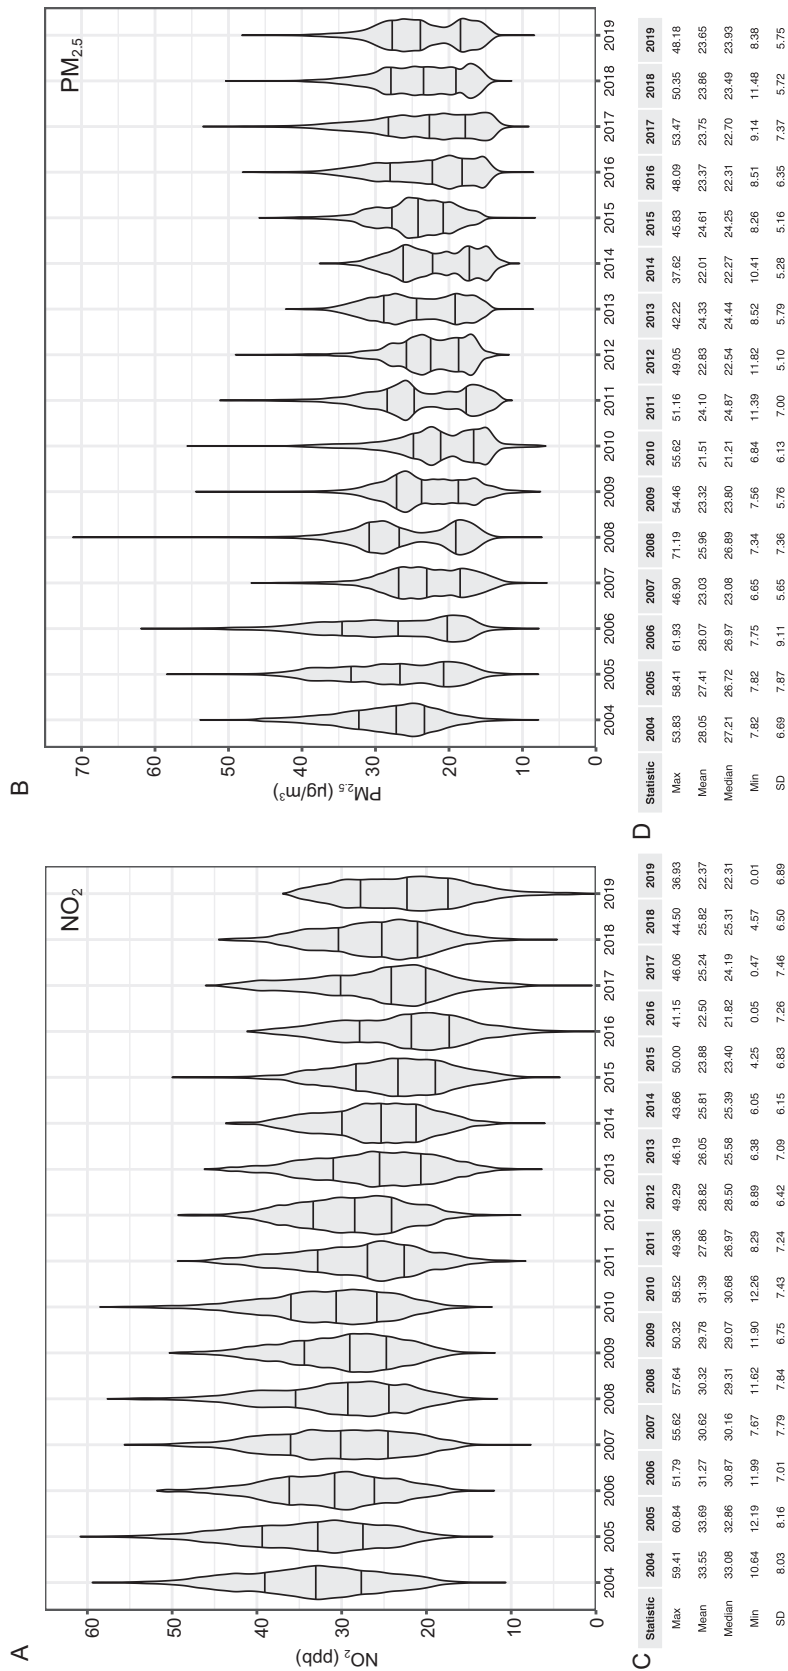 A
NO2
60
50
40
30
20
10
0
NO2 (ppb)
2004 2005 2006 2007 2008 2009 2010 2011 2012 2013 2014 2015 2016 2017 2018 2019
B
PM2.5
70
60
50
40
30
20
10
0
PM2.5 (µg/m3)
2004 2005 2006 2007 2008 2009 2010 2011 2012 2013 2014 2015 2016 2017 2018 2019
C
Statistic 2004 2005 2006 2007 2008 2009 2010 2011 2012 2013 2014 2015 2016 2017 2018 2019
Max 59.41 60.84 51.79 55.62 57.64 50.32 58.52 49.36 49.29 46.19 43.66 50.00 41.15 46.06 44.50 36.93
Mean 33.55 33.69 31.27 30.62 30.32 29.78 31.39 27.86 28.82 26.05 25.81 23.88 22.50 25.24 25.82 22.37
Median 33.08 32.86 30.87 30.16 29.31 29.07 30.68 26.97 28.50 25.58 25.39 23.40 21.82 24.19 25.31 22.31
Min 10.64 12.19 11.99 7.67 11.62 11.90 12.26 8.29 8.89 6.38 6.05 4.25 0.05 0.47 4.57 0.01
SD 8.03 8.16 7.01 7.79 7.84 6.75 7.43 7.24 6.42 7.09 6.15 6.83 7.26 7.46 6.50 6.89
D
Statistic 2004 2005 2006 2007 2008 2009 2010 2011 2012 2013 2014 2015 2016 2017 2018 2019
Max 53.83 58.41 61.93 46.90 71.19 54.46 55.62 51.16 49.05 42.22 37.62 45.83 48.09 53.47 50.35 48.18
Mean 28.05 27.41 28.07 23.03 25.96 23.32 21.51 24.10 22.83 24.33 22.01 24.61 23.37 23.75 23.86 23.65
Median 27.21 26.72 26.97 23.08 26.89 23.80 21.21 24.87 22.54 24.44 22.27 24.25 22.31 22.70 23.49 23.93
Min 7.82 7.82 7.75 6.65 7.34 7.56 6.84 11.39 11.82 8.52 10.41 8.26 8.51 9.14 11.48 8.38
SD 6.69 7.87 9.11 5.65 7.36 5.76 6.13 7.00 5.10 5.79 5.28 5.16 6.35 7.37 5.72 5.75